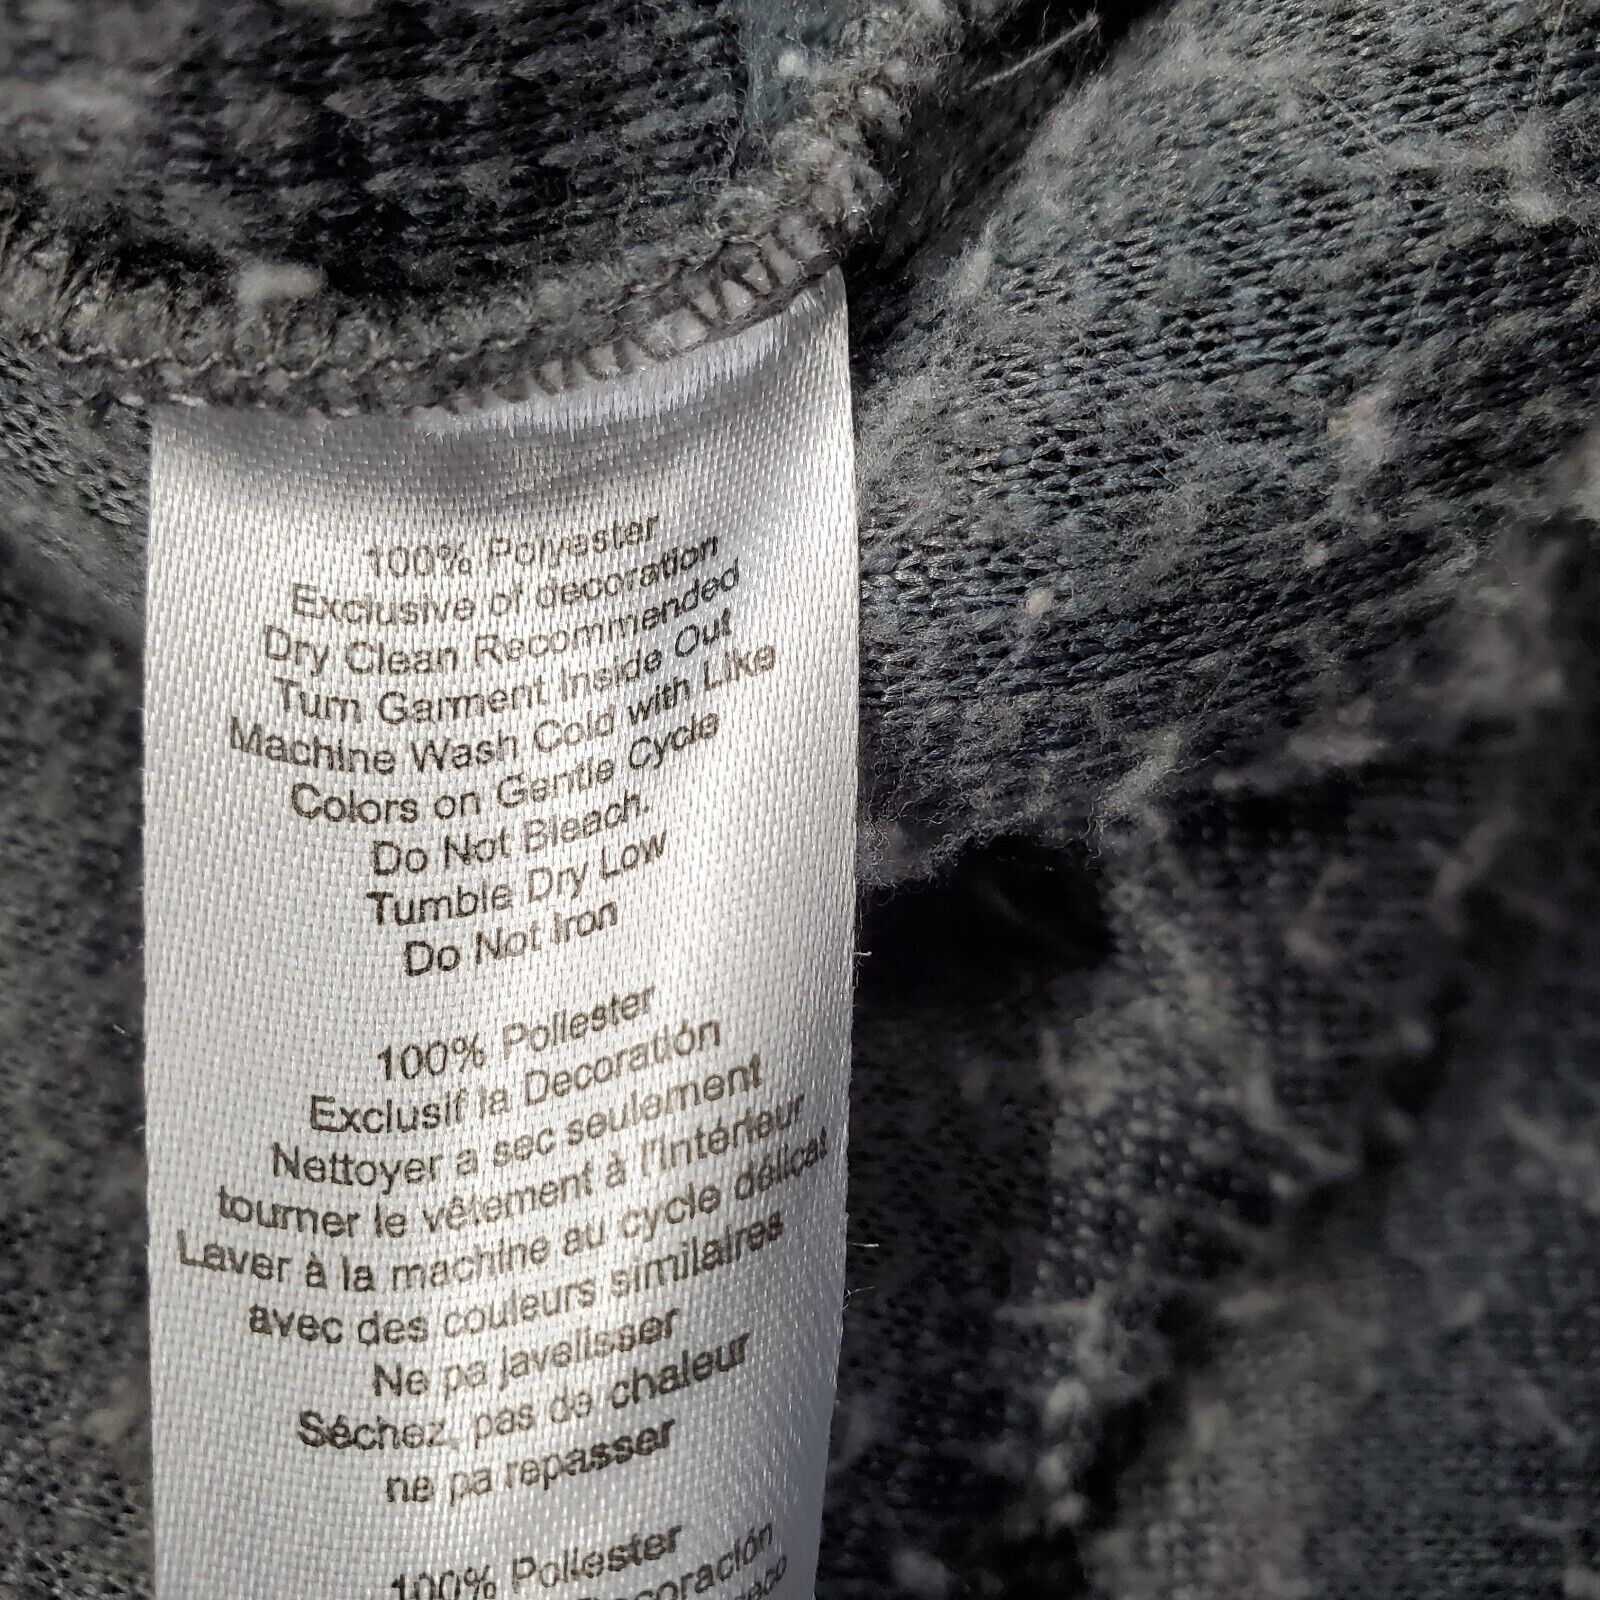 100% Polyester
Exclusive of decoration
Dry Clean Recommended
Turn Garment Inside Out
Machine Wash Cold with Like
Colors on Gentle Cycle
Do Not Bleach.
Tumble Dry Low
Do Not Iron
100% Poliester
Exclusif la Decoratión
Nettoyer a sec seulement
tourner le vêtement à l'intérieur
Laver à la machine au cycle délicat
avec des couleurs similaires
Ne pa javelisser
Séchez, pas de chaleur
ne pa repasser
100% Poliester